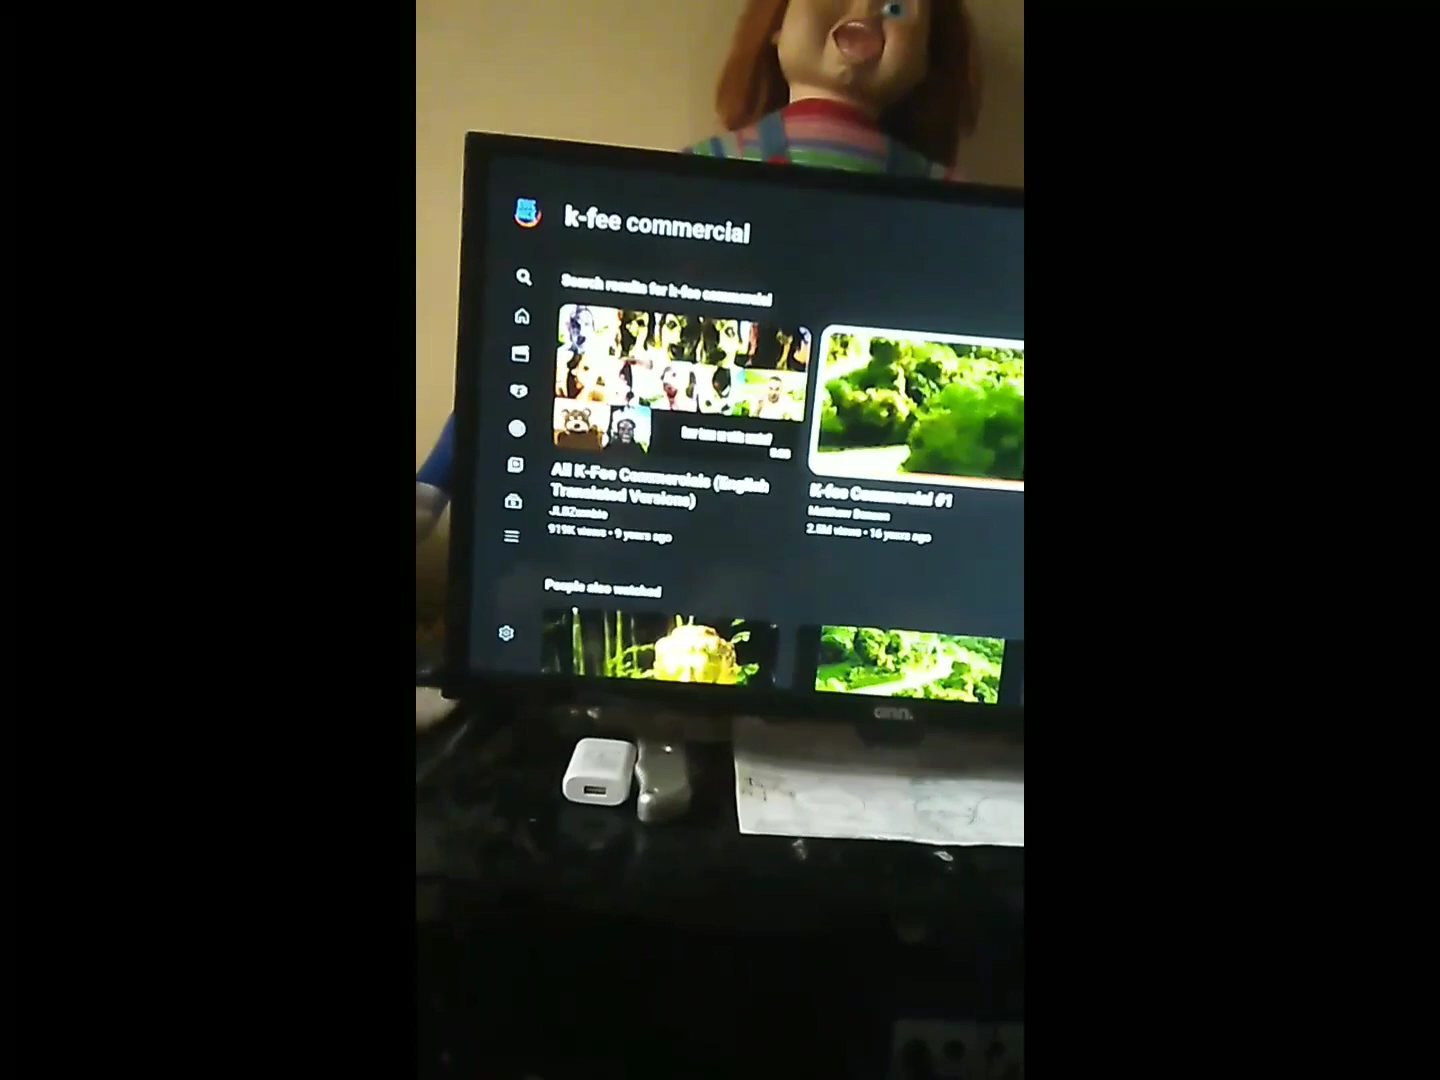 k-fee commercial
Search results for k-fee commercial
All K-Fee Commercials (English
Translated Versions)
JLBZombie
919K views • 9 years ago
K-fee Commercial #1
2.8M views • 16 years ago
People also watched
onn.